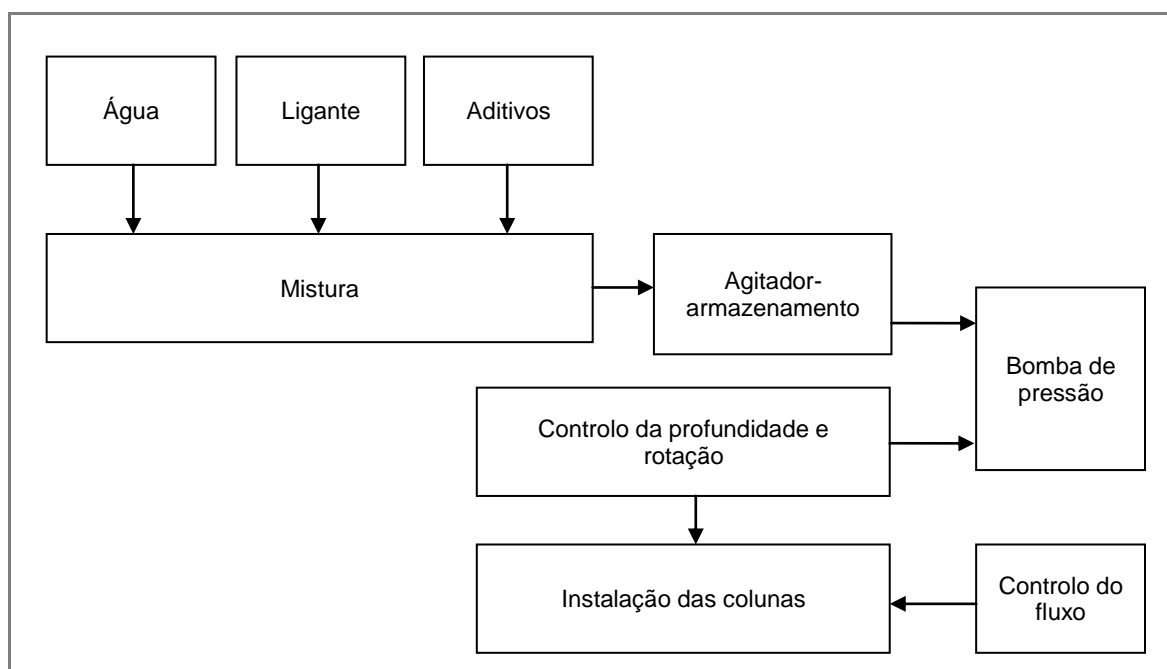 Água
Ligante
Aditivos
Mistura
Agitador-
armazenamento
Bomba de
pressão
Controlo da profundidade e
rotação
Instalação das colunas
Controlo do
fluxo